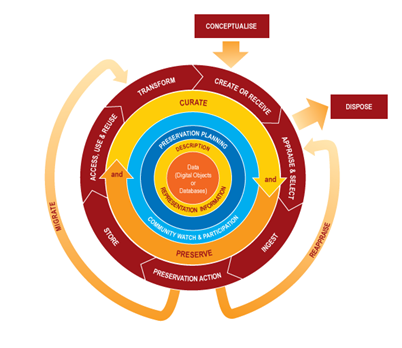 CONCEPTUALISE
CREATE OR RECEIVE
DISPOSE
APPRAISE & SELECT
INGEST
REAPPRAISE
PRESERVATION ACTION
MIGRATE
STORE
ACCESS, USE & REUSE
TRANSFORM
CURATE
and
PRESERVE
and
COMMUNITY WATCH & PARTICIPATION
PRESERVATION PLANNING
DESCRIPTION
REPRESENTATION INFORMATION
Data
(Digital Objects
or
Databases)